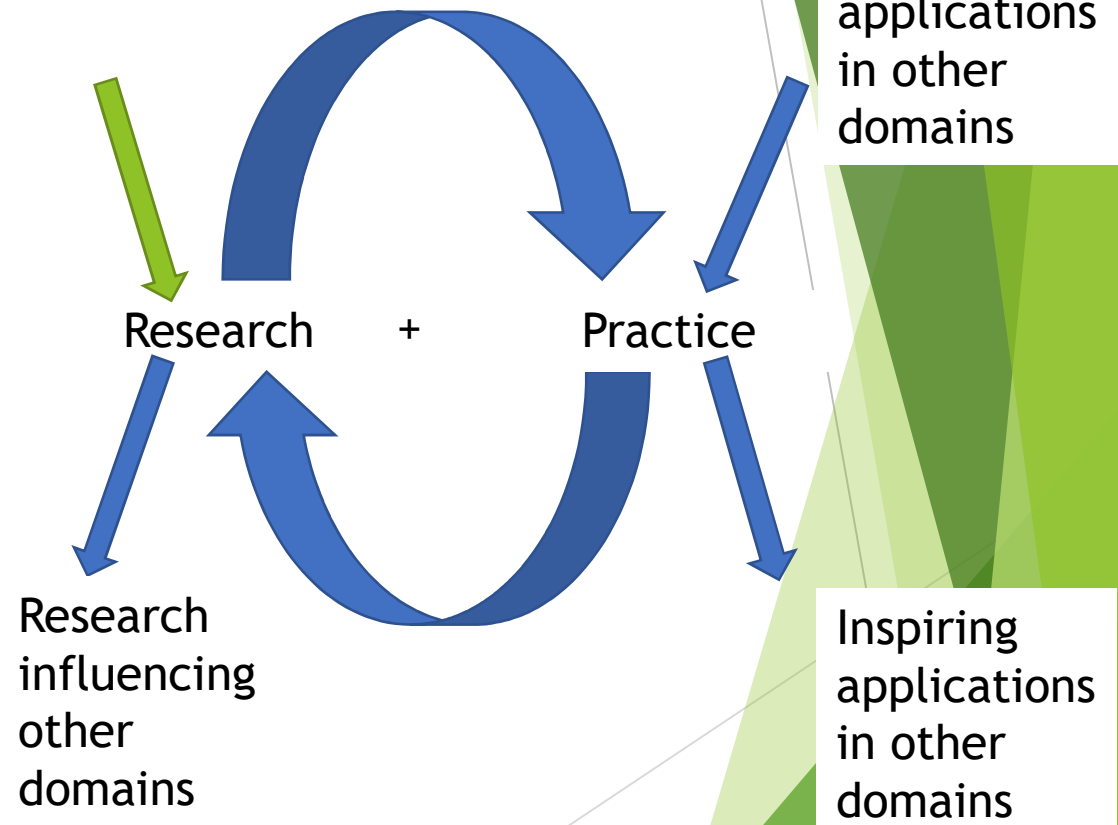 applications
in other
domains
Research + Practice
Research
influencing
other
domains
Inspiring
applications
in other
domains